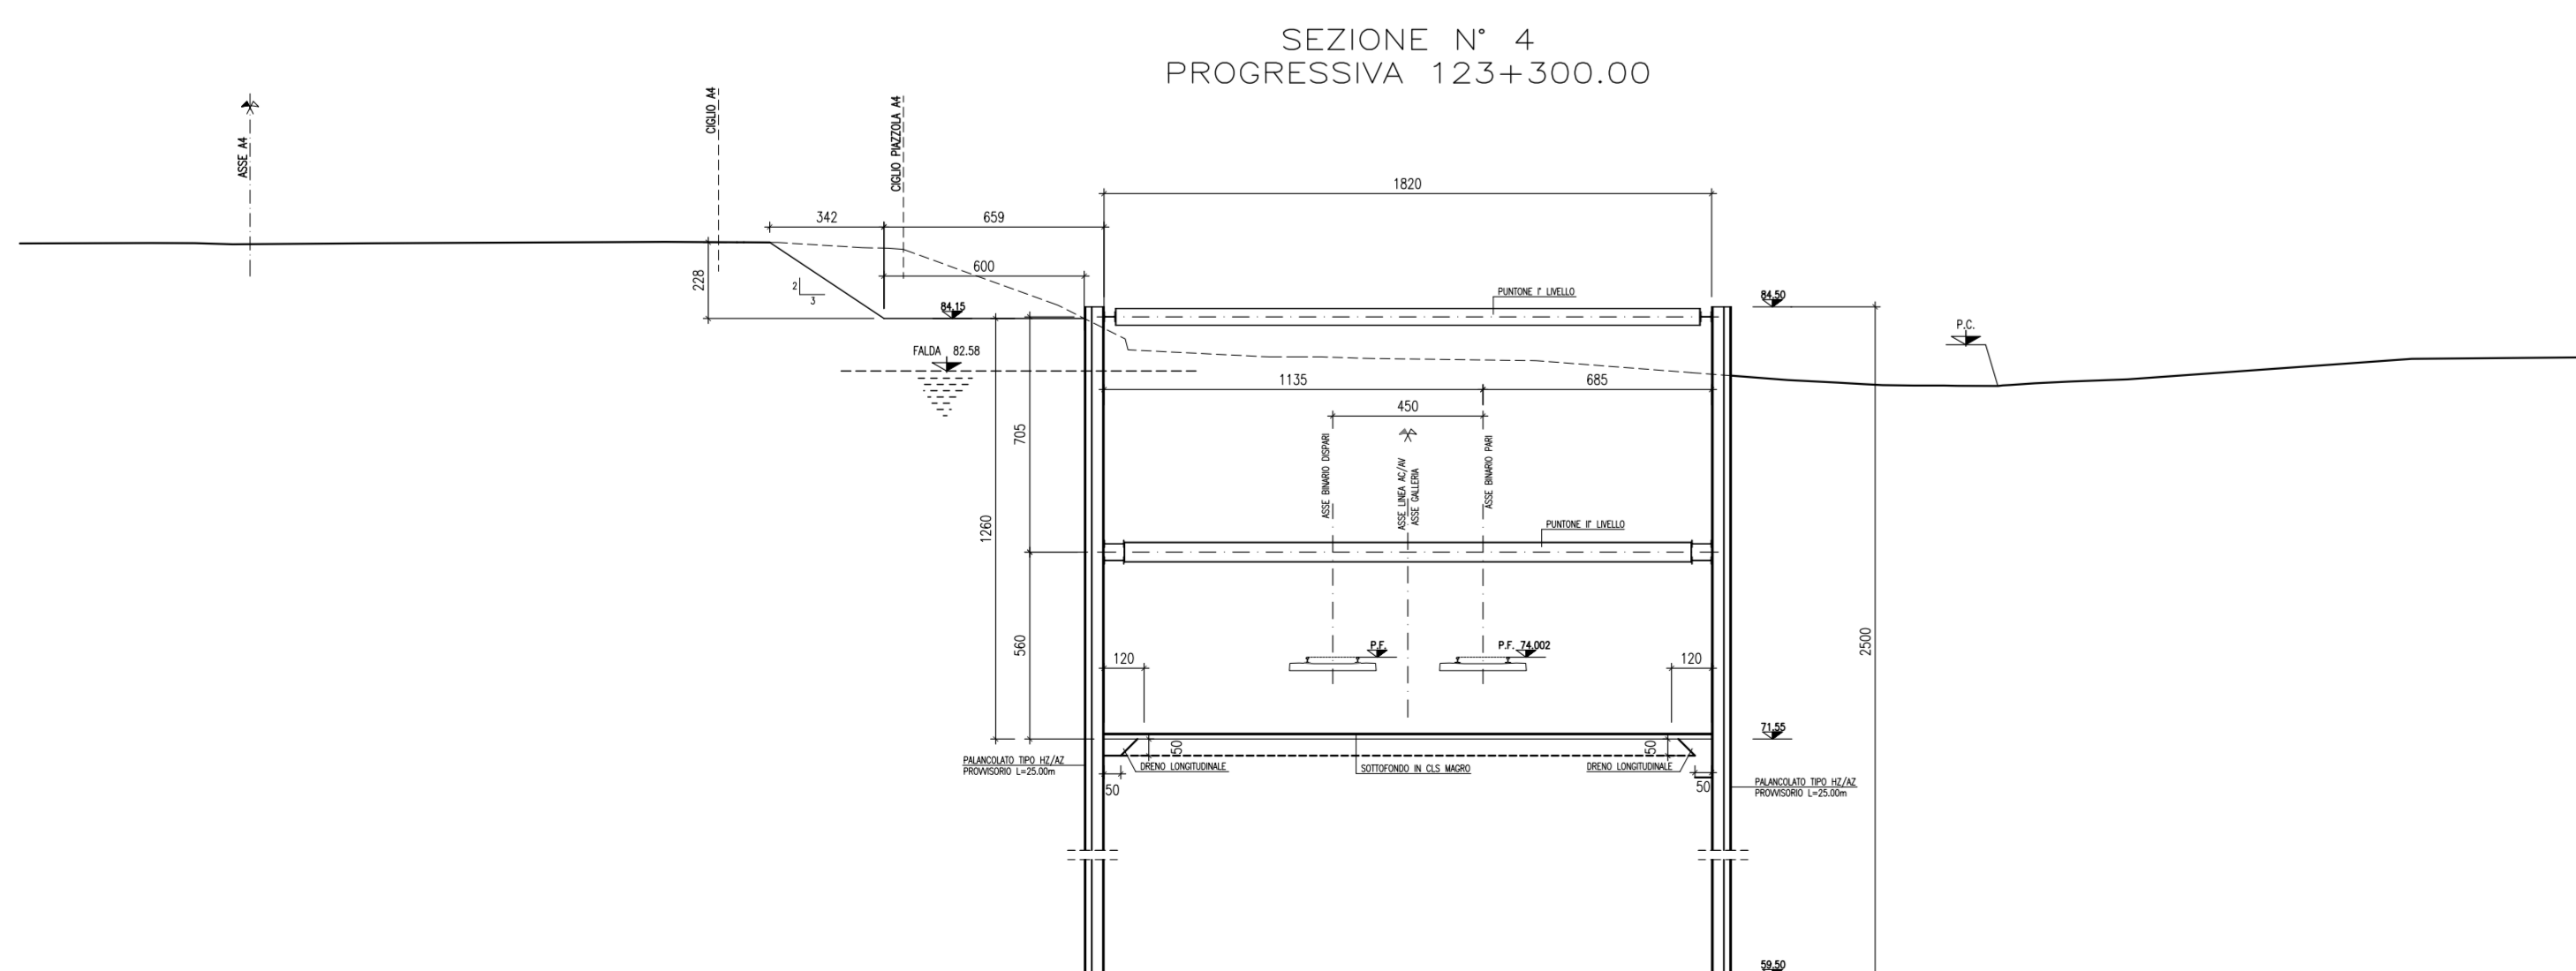 SEZIONE N° 4
PROGRESSIVA 123+300.00
ASSE A4
CIGLIO A4
CIGLIO PIAZZOLA A4
1820
342
659
600
228
2
3
84.15
PUNTONE I° LIVELLO
84.50
P.C.
FALDA 82.58
1135
685
450
705
ASSE BINARIO DISPARI
ASSE LINEA AC/AV
ASSE GALLERIA
ASSE BINARIO PARI
1260
PUNTONE II° LIVELLO
560
P.F.
P.F. 74.002
120
120
2500
71.55
50
50
PALANCOLATO TIPO HZ/AZ
PROVVISORIO L=25.00m
DRENO LONGITUDINALE
SOTTOFONDO IN CLS MAGRO
DRENO LONGITUDINALE
50
50
PALANCOLATO TIPO HZ/AZ
PROVVISORIO L=25.00m
59.50